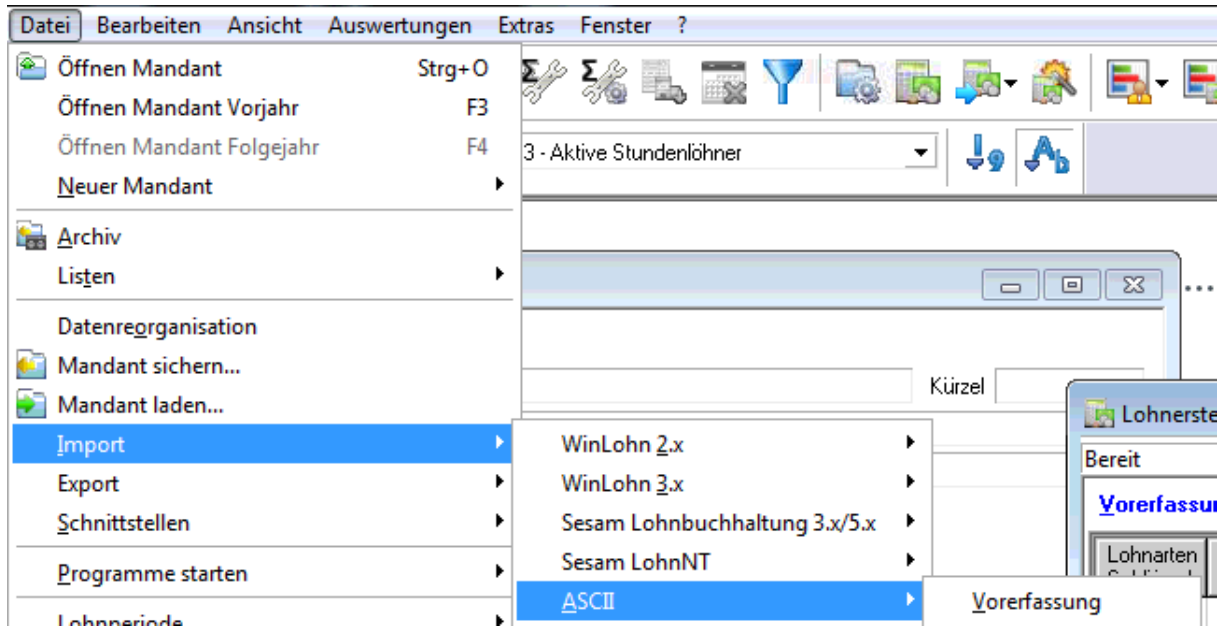 Datei Bearbeiten Ansicht Auswertungen Extras Fenster ?
Öffnen Mandant Strg+O
Öffnen Mandant Vorjahr F3
Öffnen Mandant Folgejahr F4
3 - Aktive Stundenlöhner
Neuer Mandant
Archiv
Listen
Datenreorganisation
Mandant sichern...
Kürzel
Mandant laden...
Lohnerste
Import
WinLohn 2.x
Bereit
Export
WinLohn 3.x
Vorerfassun
Schnittstellen
Sesam Lohnbuchhaltung 3.x/5.x
Lohnarten
Programme starten
Sesam LohnNT
ASCII
Vorerfassung
Lohnperiode